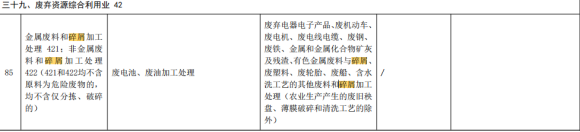 三十九、废弃资源综合利用业 42
85
金属废料和碎屑加工
处理 421；非金属废
料和碎屑加工处理
422（421和422均不含
原料为危险废物的，
均不含仅分拣、破碎
的）
废电池、废油加工处理
废弃电器电子产品、废机动车、
废电机、废电线电缆、废钢、
废铁、金属和金属化合物矿灰
及残渣、有色金属废料与碎屑、
废塑料、废轮胎、废船、含水
洗工艺的其他废料和碎屑加工
处理（农业生产产生的废旧秧
盘、薄膜破碎和清洗工艺的除
外）
/